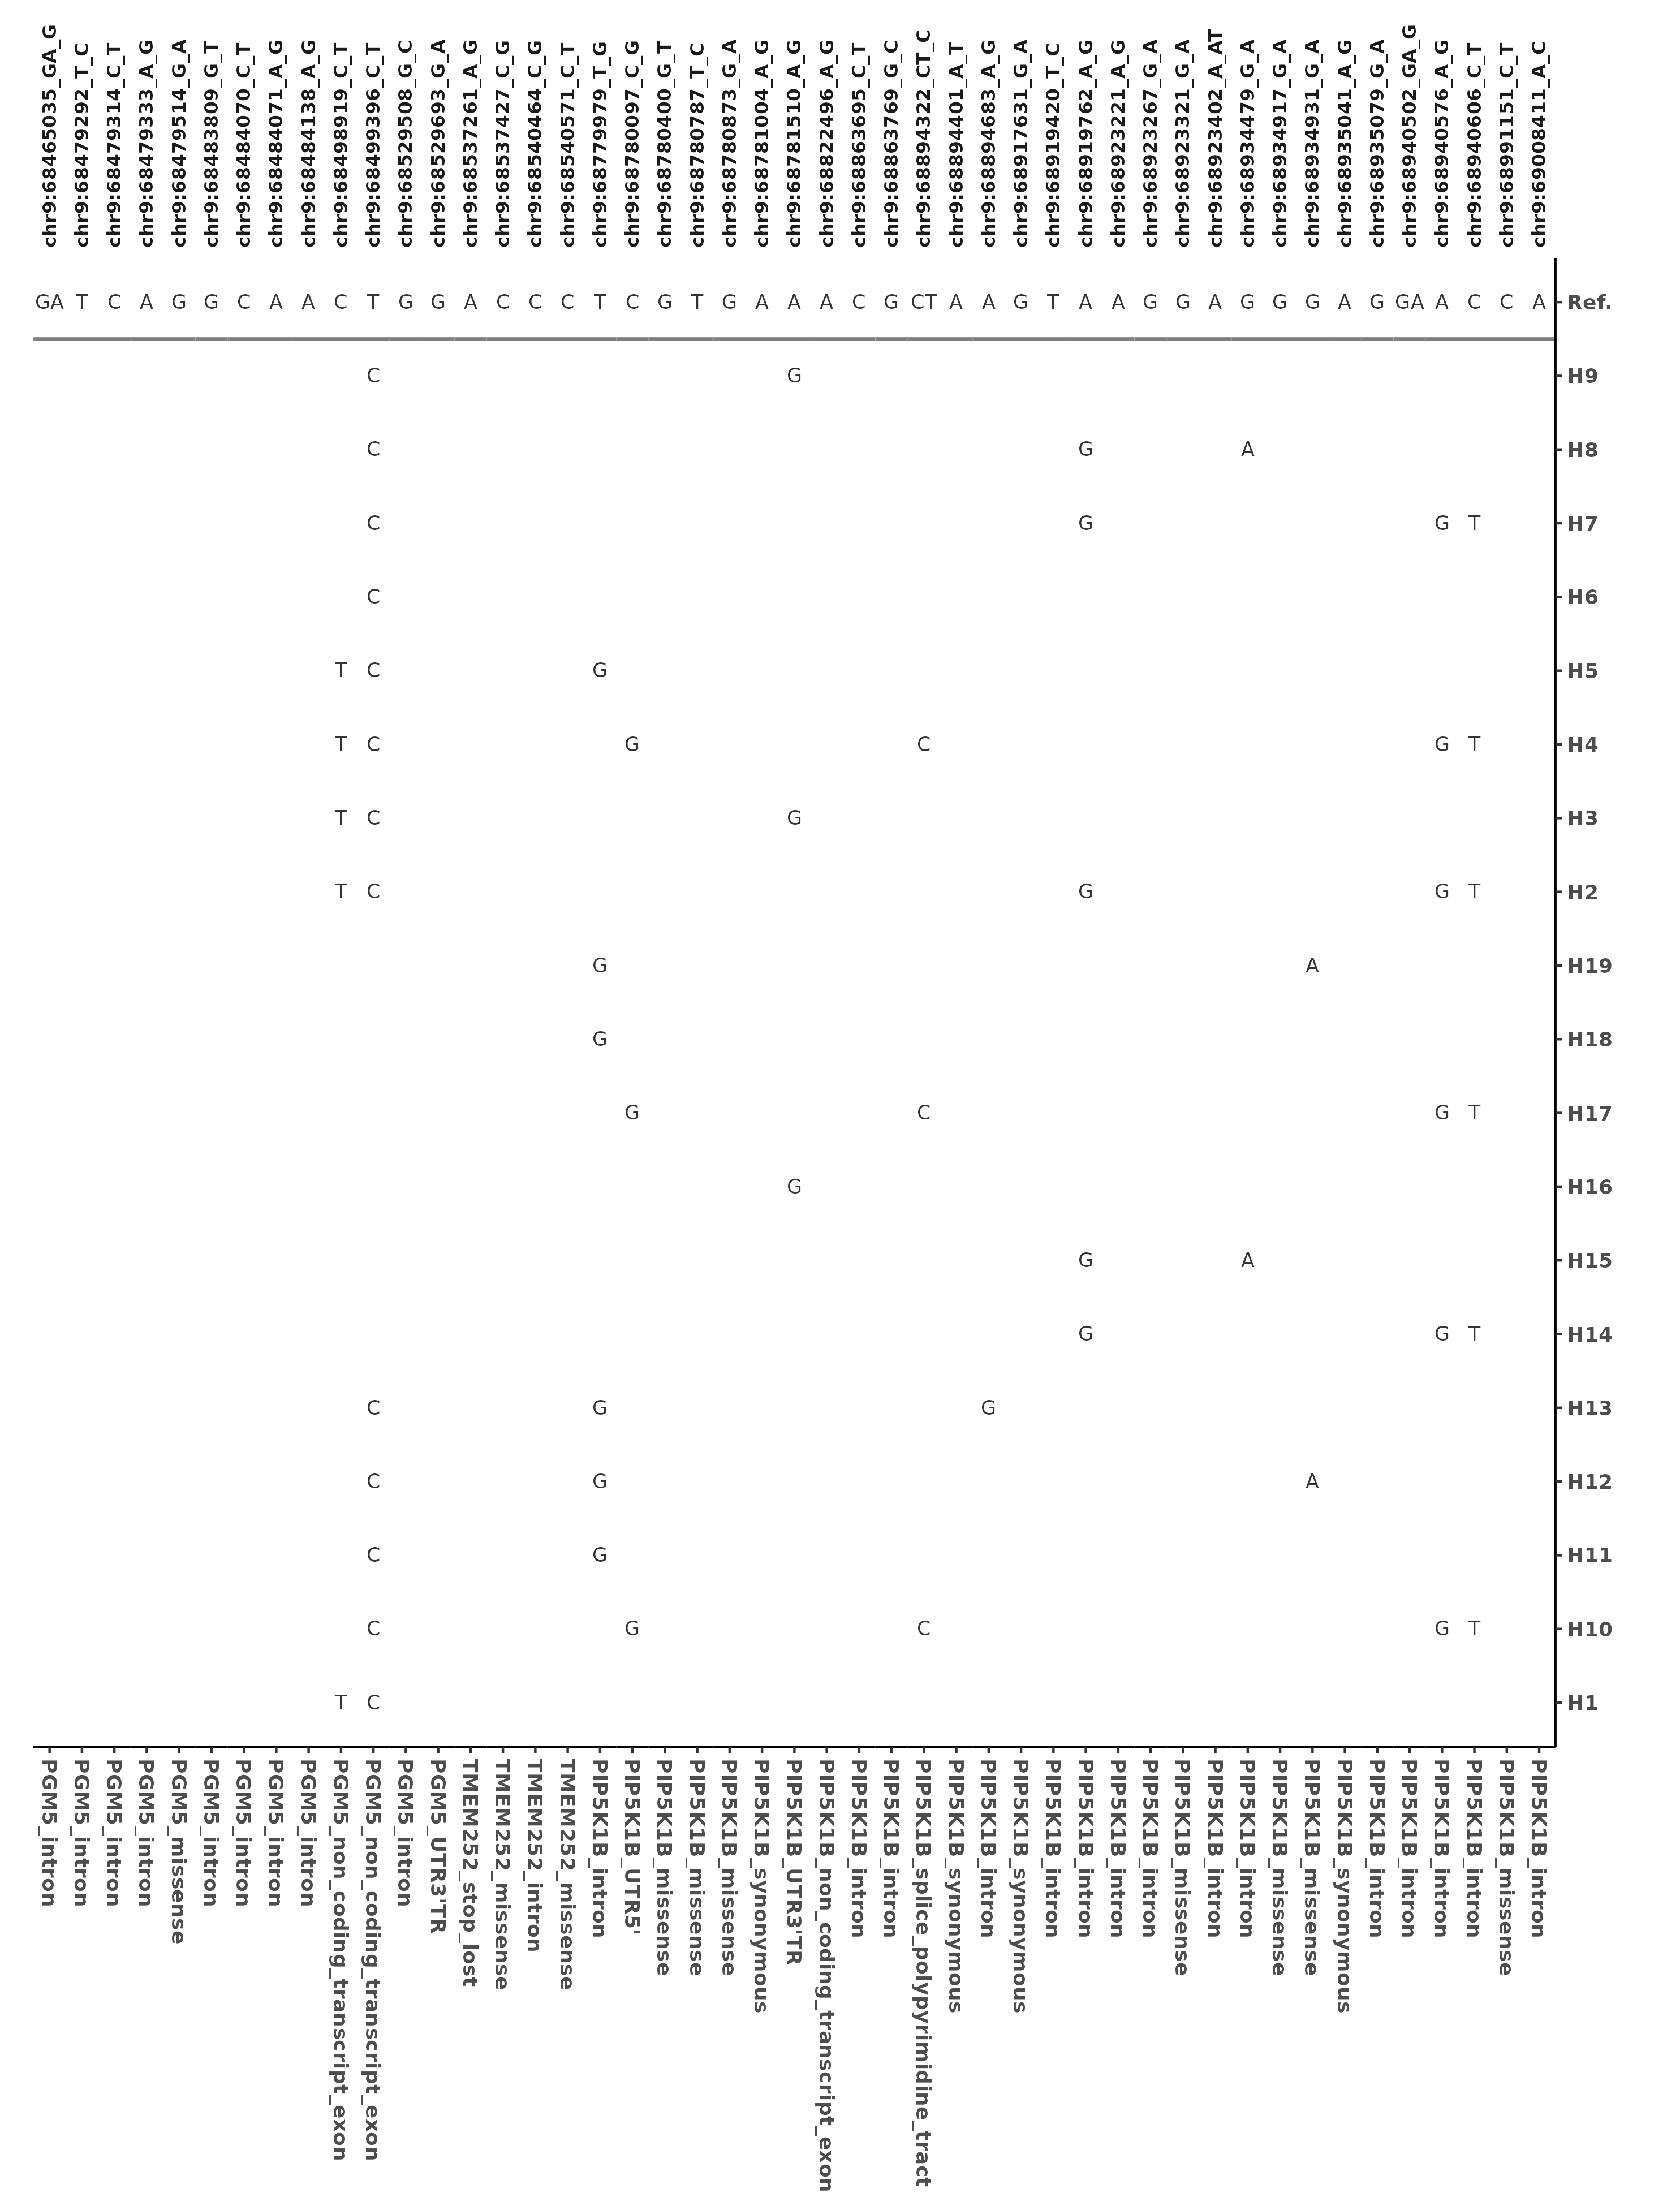 chr9:68465035_GA_G
chr9:68479292_T_C
chr9:68479314_C_T
chr9:68479333_A_G
chr9:68479514_G_A
chr9:68483809_G_T
chr9:68484070_C_T
chr9:68484071_A_G
chr9:68484138_A_G
chr9:68498919_C_T
chr9:68499396_C_T
chr9:68529508_G_C
chr9:68529693_G_A
chr9:68537261_A_G
chr9:68537427_C_G
chr9:68540464_C_G
chr9:68540571_C_T
chr9:68779979_T_G
chr9:68780097_C_G
chr9:68780400_G_T
chr9:68780787_T_C
chr9:68780873_G_A
chr9:68781004_A_G
chr9:68781510_A_G
chr9:68822496_A_G
chr9:68863695_C_T
chr9:68863769_G_C
chr9:68894322_CT_C
chr9:68894401_A_T
chr9:68894683_A_G
chr9:68917631_G_A
chr9:68919420_T_C
chr9:68919762_A_G
chr9:68923221_A_G
chr9:68923267_G_A
chr9:68923321_G_A
chr9:68923402_A_AT
chr9:68934479_G_A
chr9:68934917_G_A
chr9:68934931_G_A
chr9:68935041_A_G
chr9:68935079_G_A
chr9:68940502_GA_G
chr9:68940576_A_G
chr9:68940606_C_T
chr9:68991151_C_T
chr9:69008411_A_C
GA T C A G G C A A C T G G A C C C T C G T G A A A C G CT A A G T A A G G A G G G A G GA A C C A Ref.
C G H9
C G A H8
C G G T H7
C H6
T C G H5
T C G C G T H4
T C G H3
T C G G T H2
G A H19
G H18
G C G T H17
G H16
G A H15
G G T H14
C G G H13
C G A H12
C G H11
C G C G T H10
T C H1
PGM5_intron
PGM5_intron
PGM5_intron
PGM5_intron
PGM5_missense
PGM5_intron
PGM5_intron
PGM5_intron
PGM5_intron
PGM5_non_coding_transcript_exon
PGM5_non_coding_transcript_exon
PGM5_intron
PGM5_UTR3'TR
TMEM252_stop_lost
TMEM252_missense
TMEM252_intron
TMEM252_missense
PIP5K1B_intron
PIP5K1B_UTR5'
PIP5K1B_missense
PIP5K1B_missense
PIP5K1B_missense
PIP5K1B_synonymous
PIP5K1B_UTR3'TR
PIP5K1B_non_coding_transcript_exon
PIP5K1B_intron
PIP5K1B_intron
PIP5K1B_splice_polypyrimidine_tract
PIP5K1B_synonymous
PIP5K1B_intron
PIP5K1B_synonymous
PIP5K1B_intron
PIP5K1B_intron
PIP5K1B_intron
PIP5K1B_intron
PIP5K1B_missense
PIP5K1B_intron
PIP5K1B_intron
PIP5K1B_missense
PIP5K1B_missense
PIP5K1B_synonymous
PIP5K1B_intron
PIP5K1B_intron
PIP5K1B_intron
PIP5K1B_intron
PIP5K1B_missense
PIP5K1B_intron